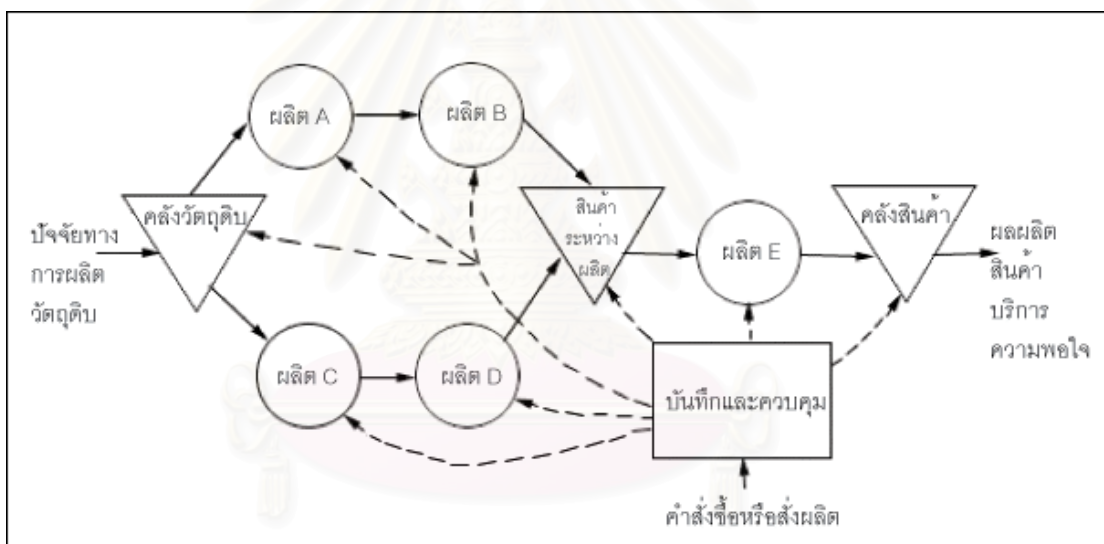 ปัจจัยทาง
การผลิต
วัตถุดิบ
คลังวัตถุดิบ
ผลิต A
ผลิต B
ผลิต C
ผลิต D
สินค้า
ระหว่าง
ผลิต
ผลิต E
คลังสินค้า
ผลผลิต
สินค้า
บริการ
ความพอใจ
บันทึกและควบคุม
คำสั่งซื้อหรือสั่งผลิต